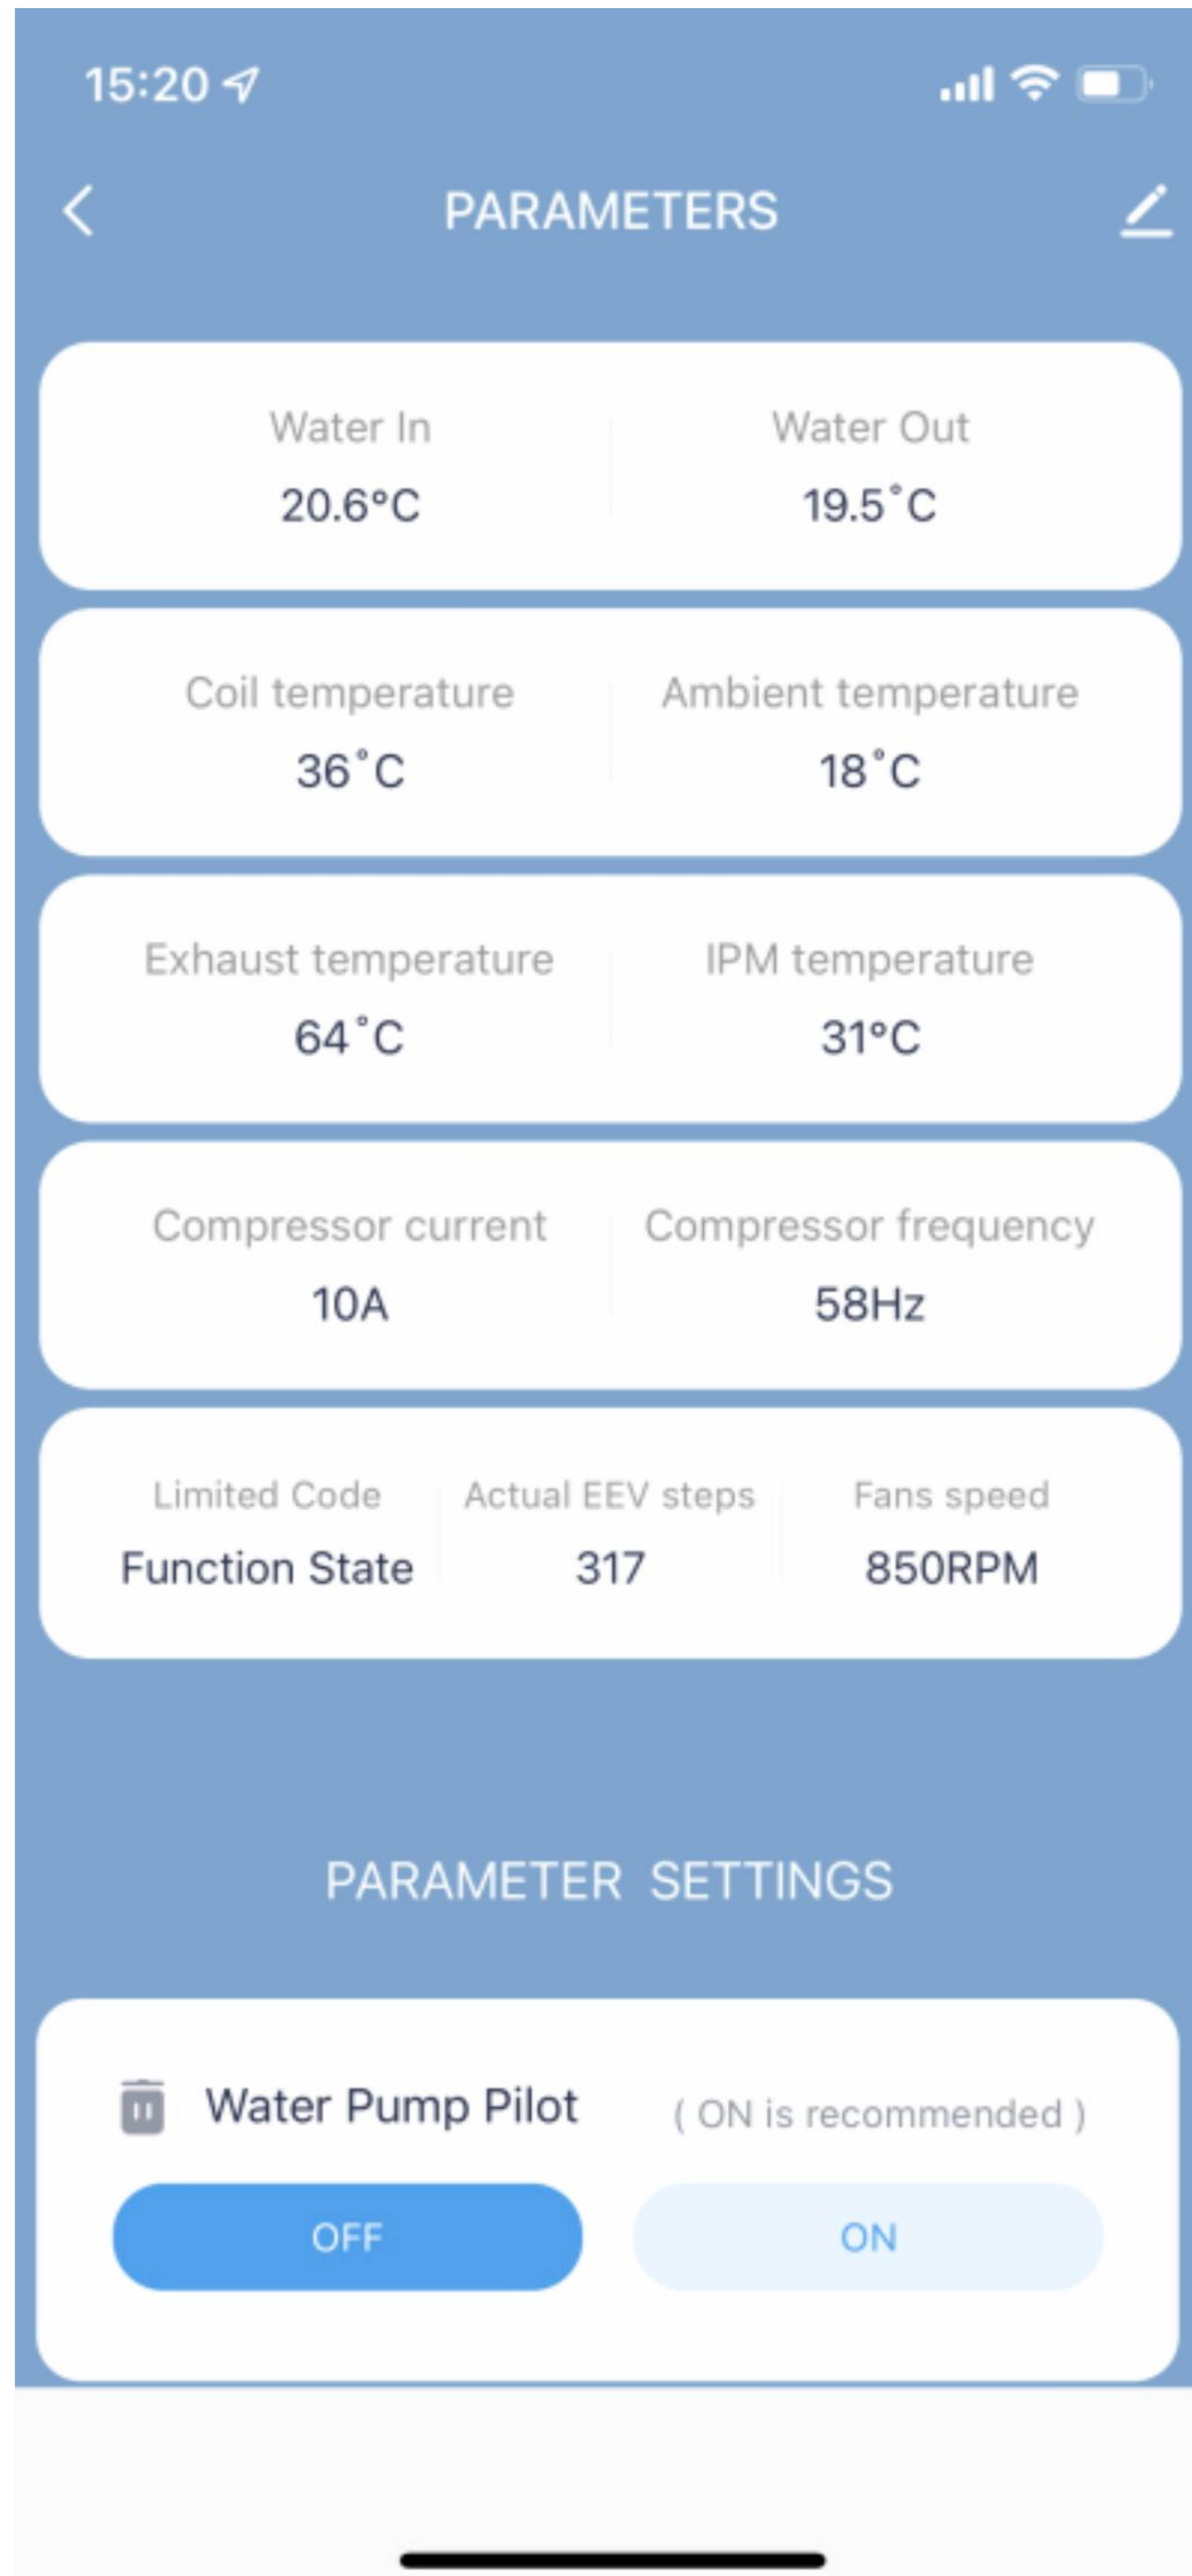 15:20
PARAMETERS
Water In Water Out
20.6°C 19.5°C
Coil temperature Ambient temperature
36°C 18°C
Exhaust temperature IPM temperature
64°C 31°C
Compressor current Compressor frequency
10A 58Hz
Limited Code Actual EEV steps Fans speed
Function State 317 850RPM
PARAMETER SETTINGS
Water Pump Pilot ( ON is recommended )
OFF ON